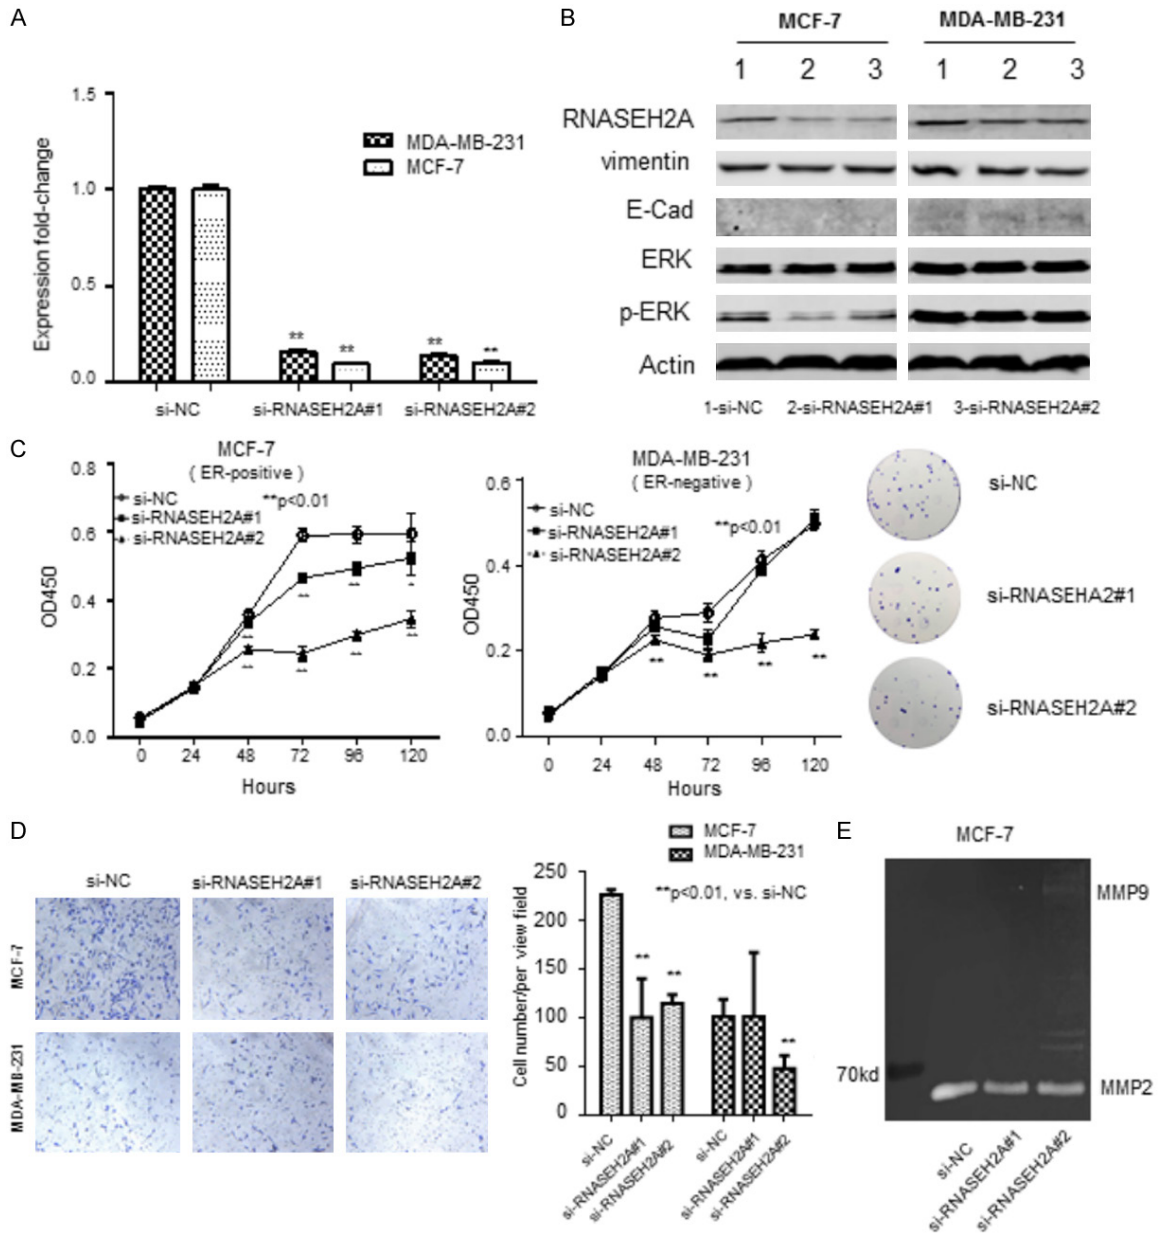 A
1.5
1.0
0.5
0.0
Expression fold-change
MDA-MB-231
MCF-7
**
**
**
**
si-NC
si-RNASEH2A#1
si-RNASEH2A#2
B
MCF-7
MDA-MB-231
1 2 3
1 2 3
RNASEH2A
vimentin
E-Cad
ERK
p-ERK
Actin
1-si-NC
2-si-RNASEH2A#1
3-si-RNASEH2A#2
C
MCF-7
( ER-positive )
si-NC
si-RNASEH2A#1
si-RNASEH2A#2
**p<0.01
OD450
0.8
0.6
0.4
0.2
0.0
0 24 48 72 96 120
Hours
MDA-MB-231
( ER-negative )
si-NC
si-RNASEH2A#1
si-RNASEH2A#2
**p<0.01
OD450
0.6
0.4
0.2
0.0
** ** ** **
0 24 48 72 96 120
Hours
si-NC
si-RNASEHA2#1
si-RNASEH2A#2
D
si-NC
si-RNASEH2A#1
si-RNASEH2A#2
MCF-7
MDA-MB-231
MCF-7
MDA-MB-231
**p<0.01, vs. si-NC
Cell number/per view field
250
200
150
100
50
0
**
**
**
si-NC
si-RNASEH2A#1
si-RNASEH2A#2
si-NC
si-RNASEH2A#1
si-RNASEH2A#2
E
MCF-7
MMP9
70kd
MMP2
si-NC
si-RNASEH2A#1
si-RNASEH2A#2